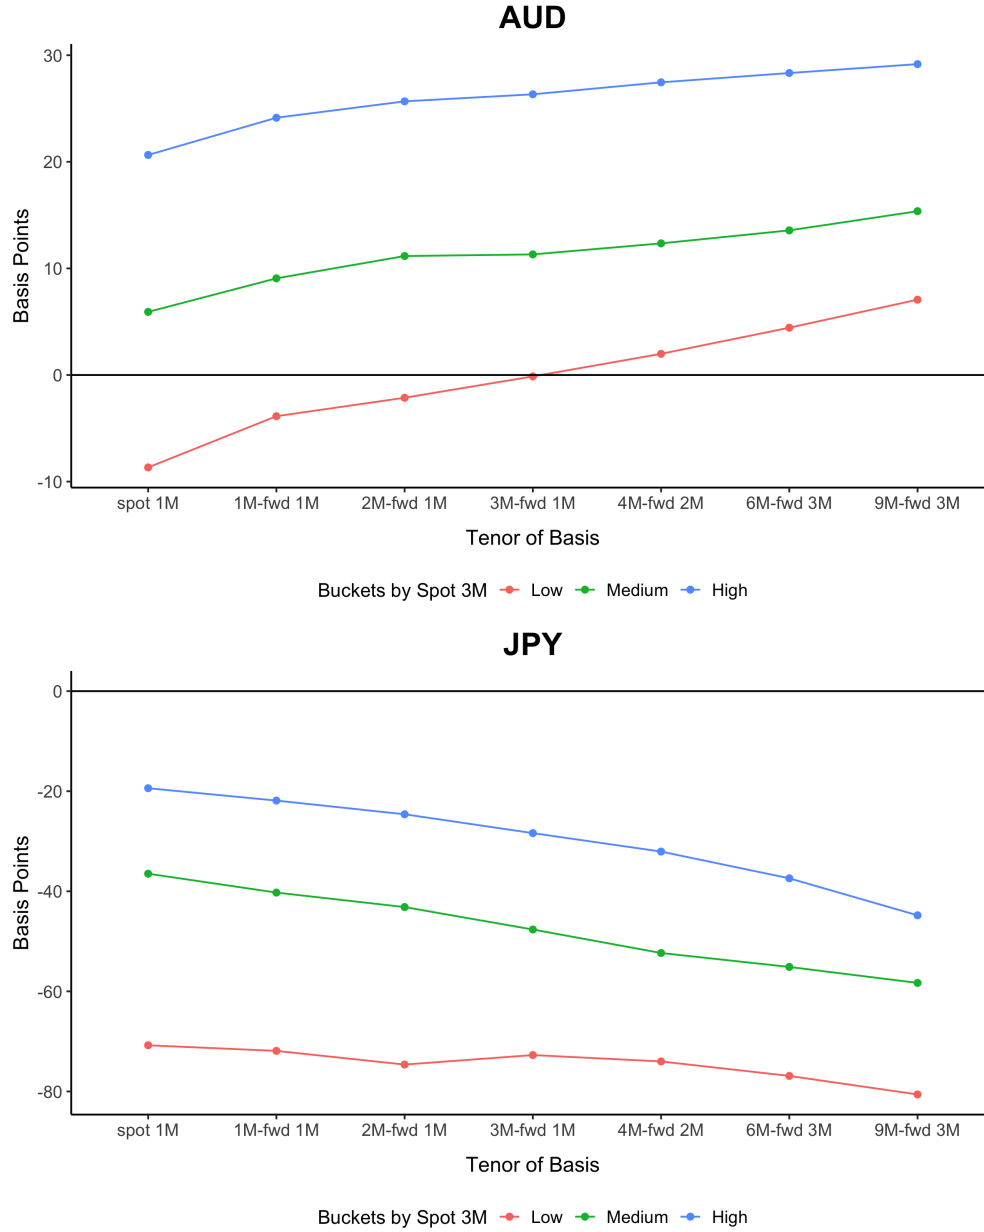 AUD
30
20
10
0
-10
Basis Points
spot 1M 1M-fwd 1M 2M-fwd 1M 3M-fwd 1M 4M-fwd 2M 6M-fwd 3M 9M-fwd 3M
Tenor of Basis
Buckets by Spot 3M Low Medium High
JPY
0
-20
-40
-60
-80
Basis Points
spot 1M 1M-fwd 1M 2M-fwd 1M 3M-fwd 1M 4M-fwd 2M 6M-fwd 3M 9M-fwd 3M
Tenor of Basis
Buckets by Spot 3M Low Medium High